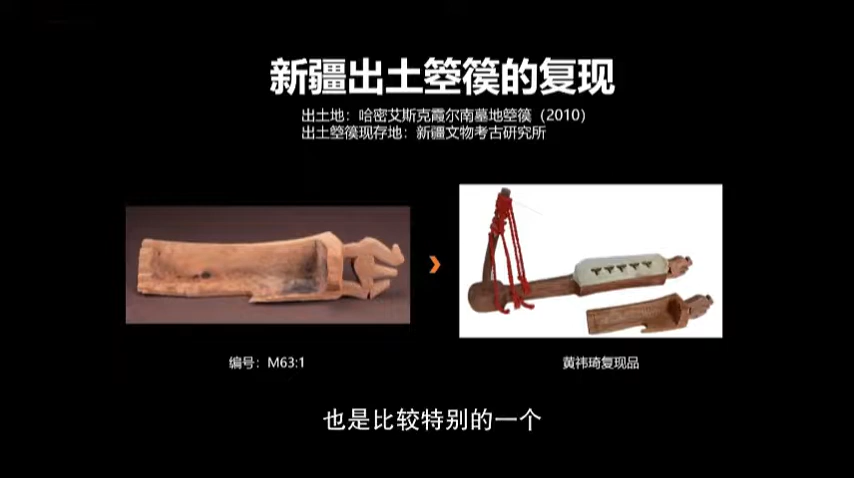 新疆出土箜篌的复现
出土地：哈密艾斯克霞尔南墓地箜篌（2010）
出土箜篌现存地：新疆文物考古研究所
编号：M63:1
黄祎琦复现品
也是比较特别的一个